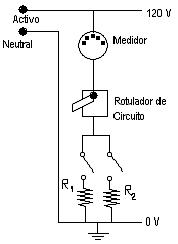 120 V
Activo
Neutral
Medidor
Rotulador de
Circuito
R1
R2
0 V